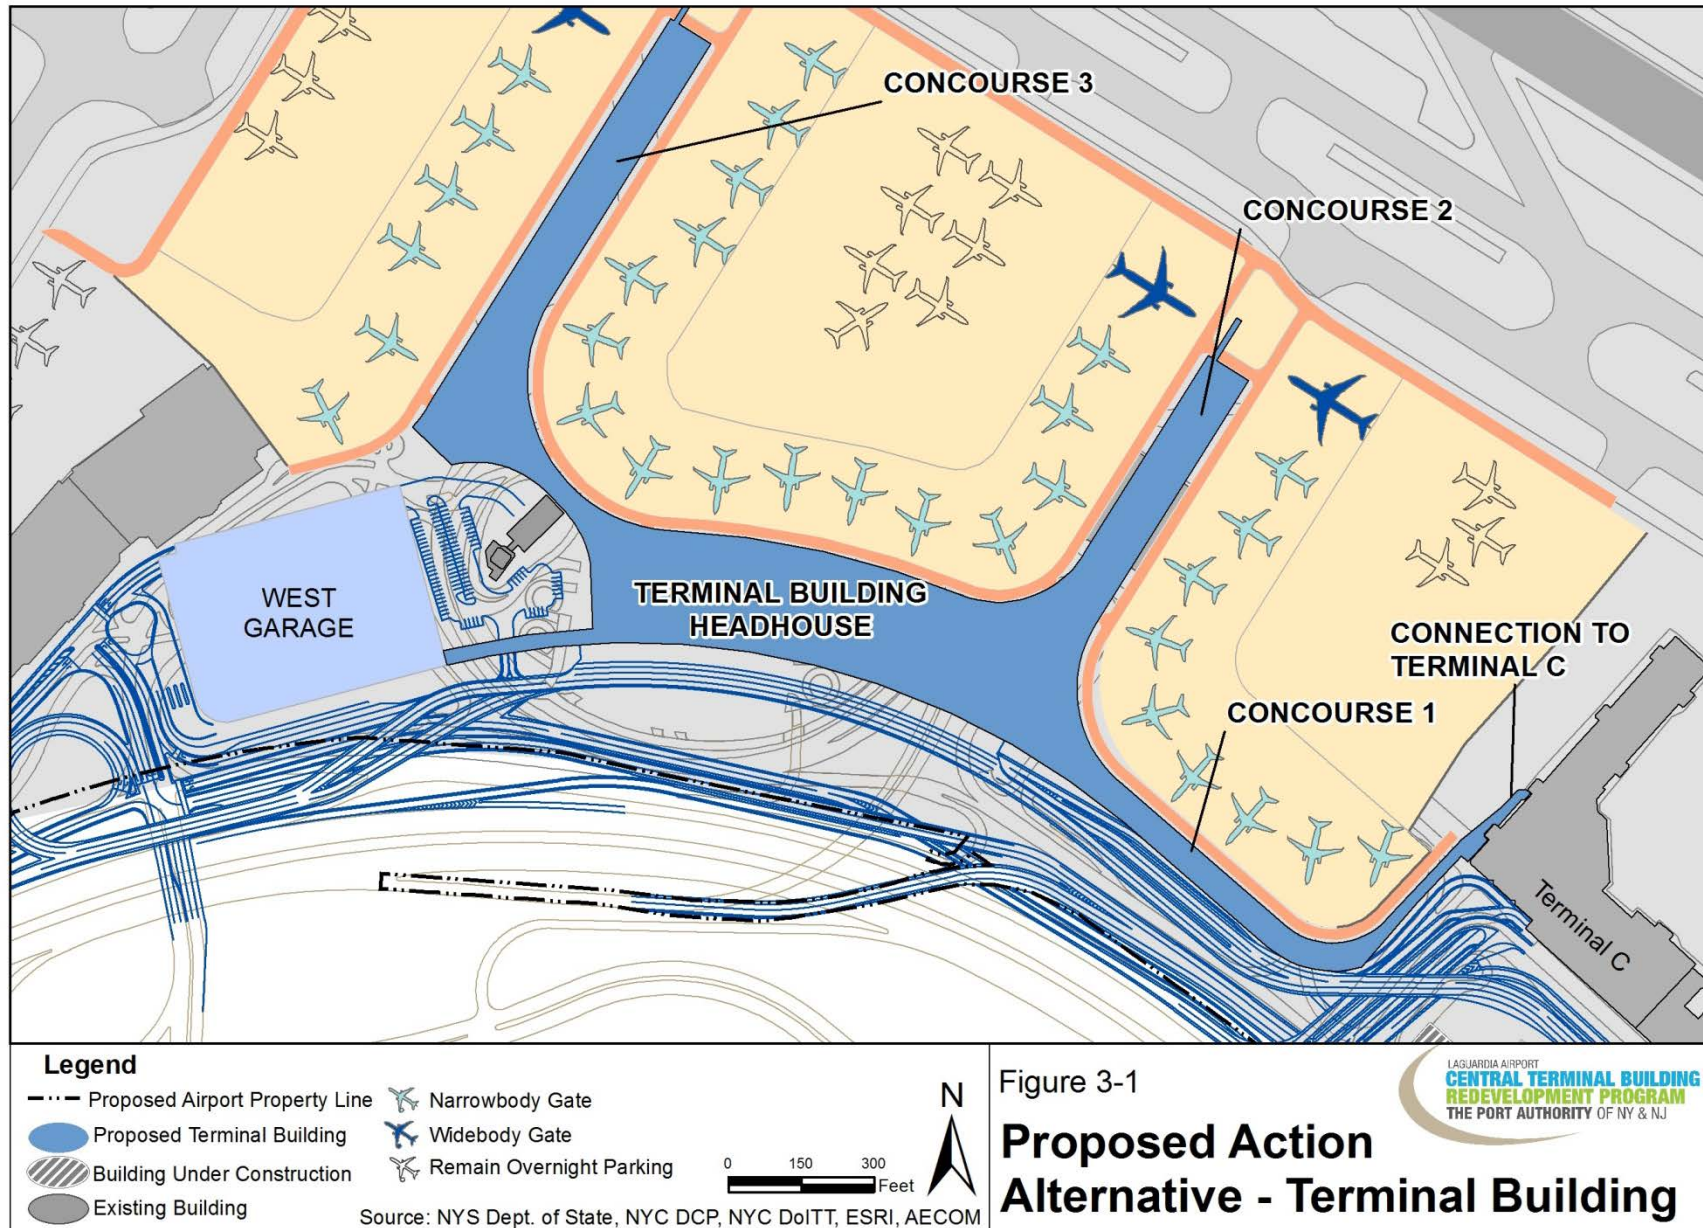 CONCOURSE 3
CONCOURSE 2
WEST
GARAGE
TERMINAL BUILDING
HEADHOUSE
CONNECTION TO
TERMINAL C
CONCOURSE 1
Terminal C
Legend
Proposed Airport Property Line
Proposed Terminal Building
Building Under Construction
Existing Building
Narrowbody Gate
Widebody Gate
Remain Overnight Parking
0 150 300
Feet
N
Source: NYS Dept. of State, NYC DCP, NYC DoITT, ESRI, AECOM
Figure 3-1
LAGUARDIA AIRPORT
CENTRAL TERMINAL BUILDING
REDEVELOPMENT PROGRAM
THE PORT AUTHORITY OF NY & NJ
Proposed Action
Alternative - Terminal Building